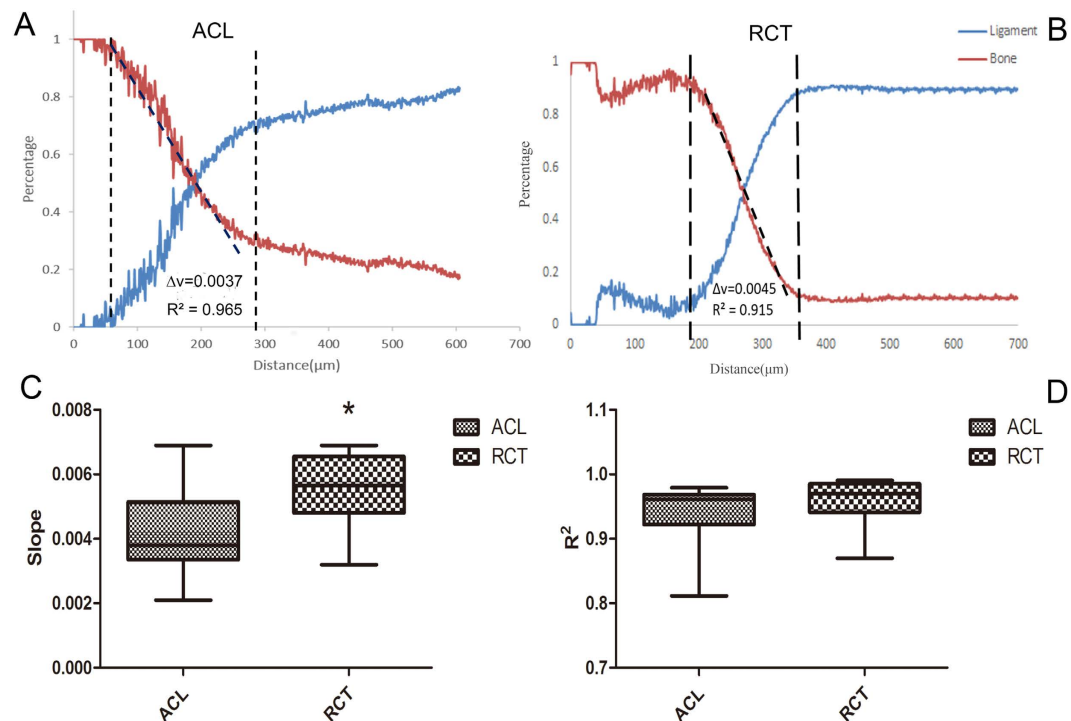 A
ACL
1
0.8
0.6
0.4
0.2
0
Percentage
Δv=0.0037
R² = 0.965
0 100 200 300 400 500 600 700
Distance(μm)
RCT
Ligament
Bone
B
1
0.8
0.6
0.4
0.2
0
Percentage
Δv=0.0045
R² = 0.915
0 100 200 300 400 500 600 700
Distance(μm)
C
0.008
0.006
0.004
0.002
0.000
Slope
*
ACL
RCT
ACL RCT
D
1.1
1.0
0.9
0.8
0.7
R²
ACL
RCT
ACL RCT